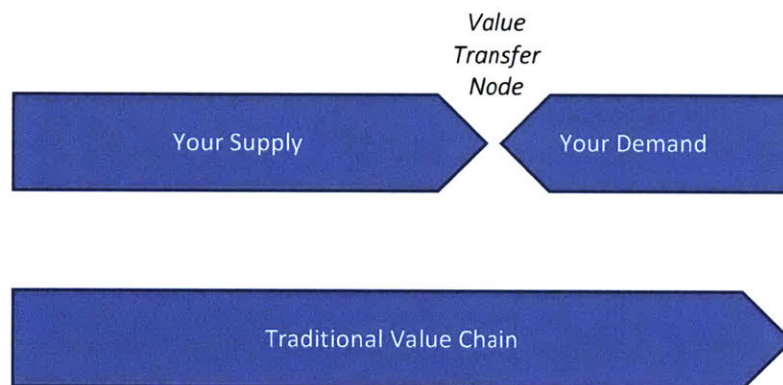 Value
Transfer
Node
Your Supply
Your Demand
Traditional Value Chain